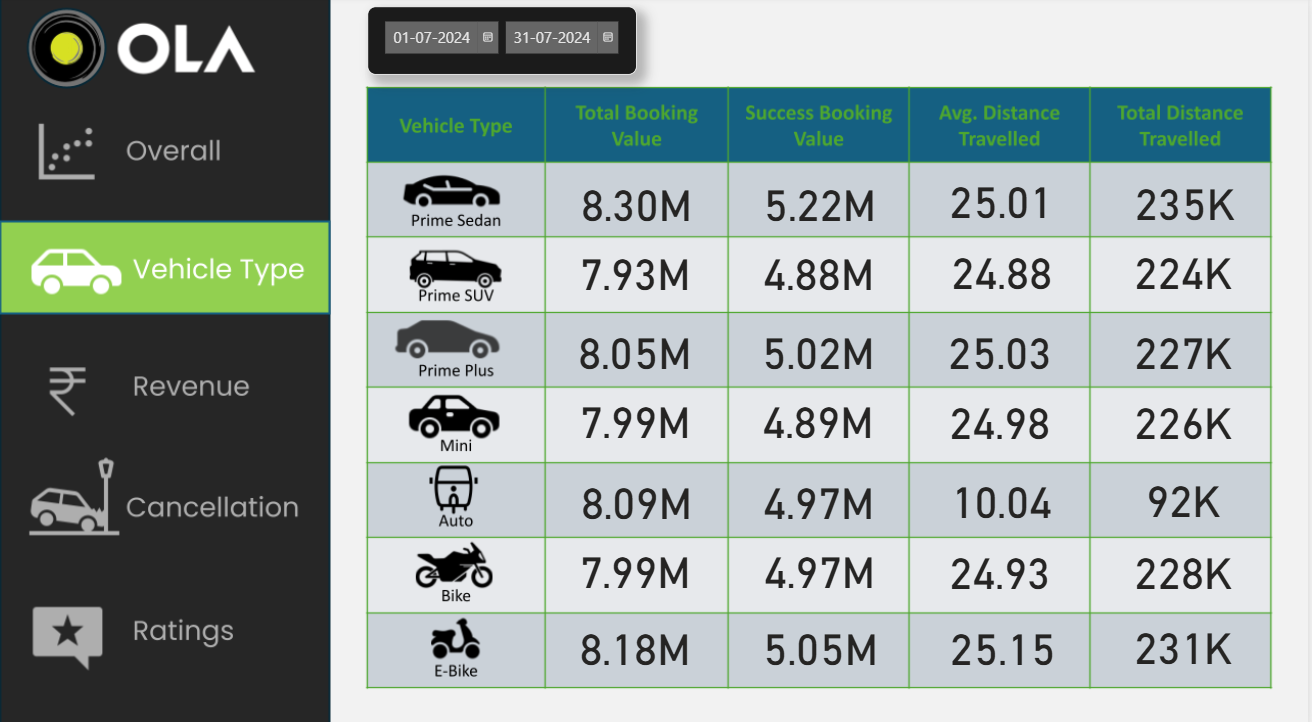 OLA
Overall
Vehicle Type
Revenue
Cancellation
Ratings
01-07-2024 31-07-2024
Vehicle Type Total Booking Value Success Booking Value Avg. Distance Travelled Total Distance Travelled
Prime Sedan 8.30M 5.22M 25.01 235K
Prime SUV 7.93M 4.88M 24.88 224K
Prime Plus 8.05M 5.02M 25.03 227K
Mini 7.99M 4.89M 24.98 226K
Auto 8.09M 4.97M 10.04 92K
Bike 7.99M 4.97M 24.93 228K
E-Bike 8.18M 5.05M 25.15 231K